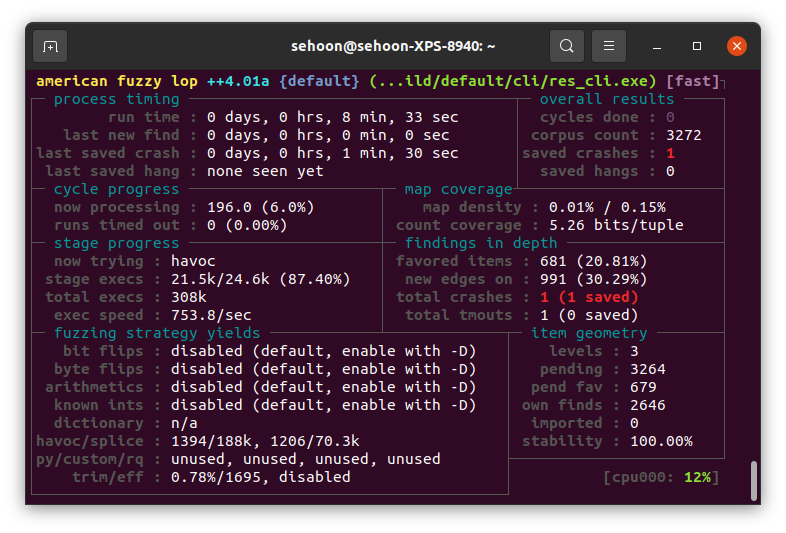 sehoon@sehoon-XPS-8940: ~
american fuzzy lop ++4.01a {default} (...ild/default/cli/res_cli.exe) [fast]
process timing overall results
run time : 0 days, 0 hrs, 8 min, 33 sec cycles done : 0
last new find : 0 days, 0 hrs, 0 min, 0 sec corpus count : 3272
last saved crash : 0 days, 0 hrs, 1 min, 30 sec saved crashes : 1
last saved hang : none seen yet saved hangs : 0
cycle progress map coverage
now processing : 196.0 (6.0%) map density : 0.01% / 0.15%
runs timed out : 0 (0.00%) count coverage : 5.26 bits/tuple
stage progress findings in depth
now trying : havoc favored items : 681 (20.81%)
stage execs : 21.5k/24.6k (87.40%) new edges on : 991 (30.29%)
total execs : 308k total crashes : 1 (1 saved)
exec speed : 753.8/sec total tmouts : 1 (0 saved)
fuzzing strategy yields item geometry
bit flips : disabled (default, enable with -D) levels : 3
byte flips : disabled (default, enable with -D) pending : 3264
arithmetics : disabled (default, enable with -D) pend fav : 679
known ints : disabled (default, enable with -D) own finds : 2646
dictionary : n/a imported : 0
havoc/splice : 1394/188k, 1206/70.3k stability : 100.00%
py/custom/rq : unused, unused, unused, unused
trim/eff : 0.78%/1695, disabled [cpu000: 12%]